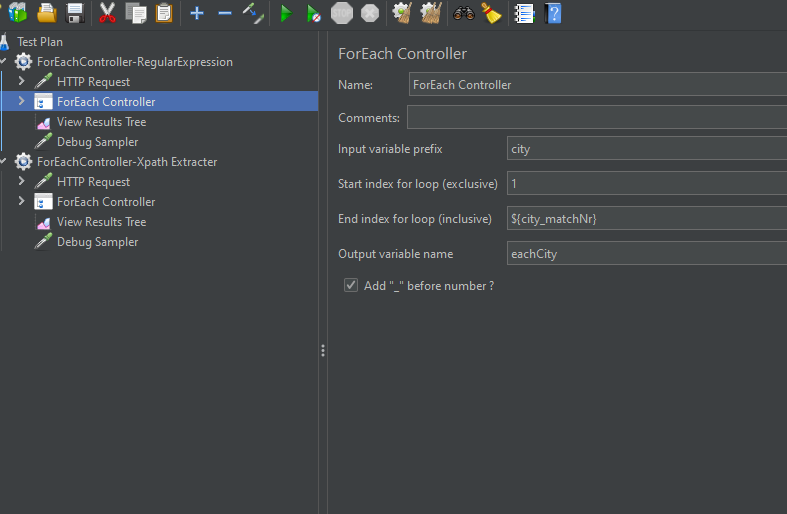 STOP
Test Plan
ForEachController-RegularExpression
HTTP Request
ForEach Controller
View Results Tree
Debug Sampler
ForEachController-Xpath Extracter
HTTP Request
ForEach Controller
View Results Tree
Debug Sampler
ForEach Controller
Name: ForEach Controller
Comments:
Input variable prefix city
Start index for loop (exclusive) 1
End index for loop (inclusive) ${city_matchNr}
Output variable name eachCity
Add "_" before number ?